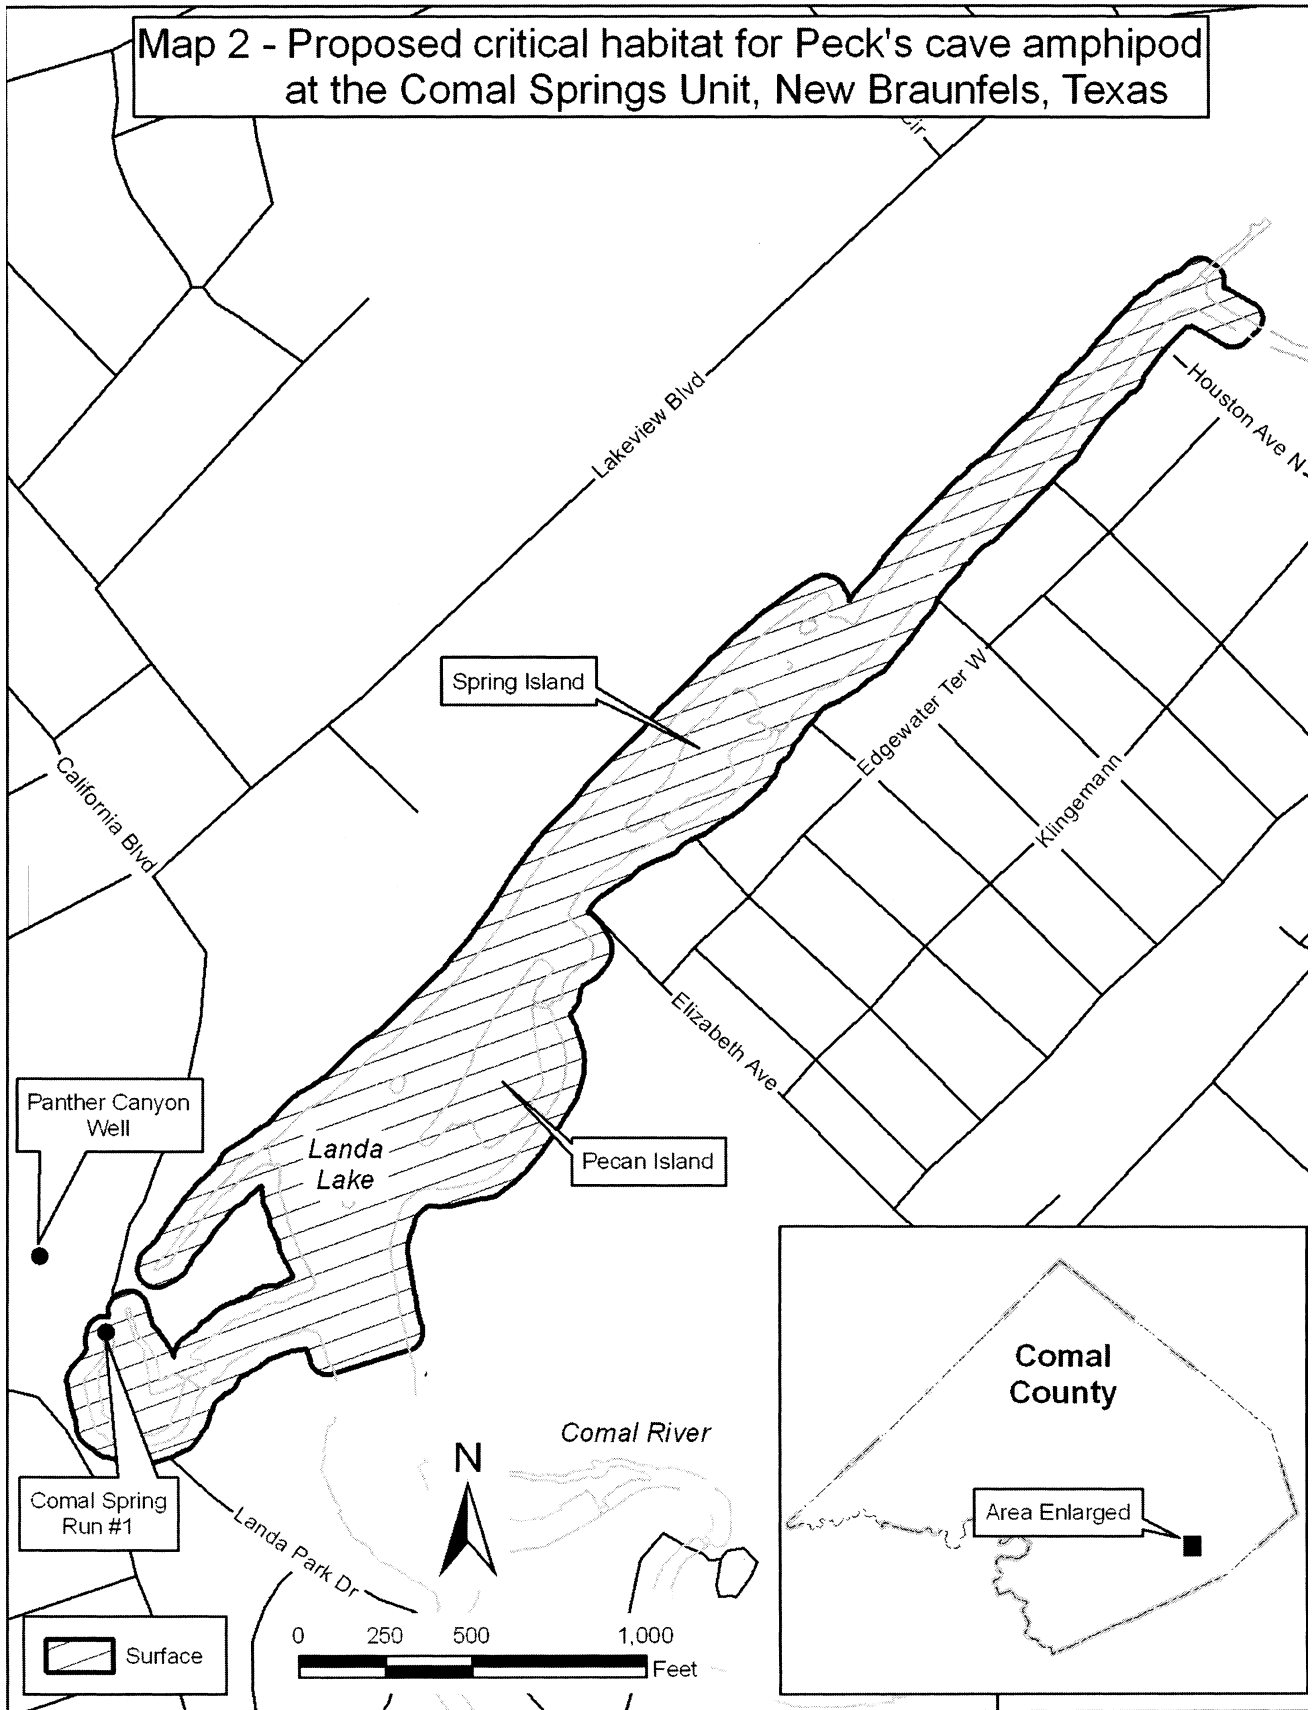 Map 2 - Proposed critical habitat for Peck's cave amphipod
at the Comal Springs Unit, New Braunfels, Texas
Cir
Houston Ave N
Lakeview Blvd
Spring Island
Edgewater Ter W
California Blvd
Klingemann
Elizabeth Ave
Panther Canyon
Well
Landa
Lake
Pecan Island
Comal
County
Comal River
N
Area Enlarged
Comal Spring
Run #1
Landa Park Dr
Surface
0 250 500 1,000
Feet